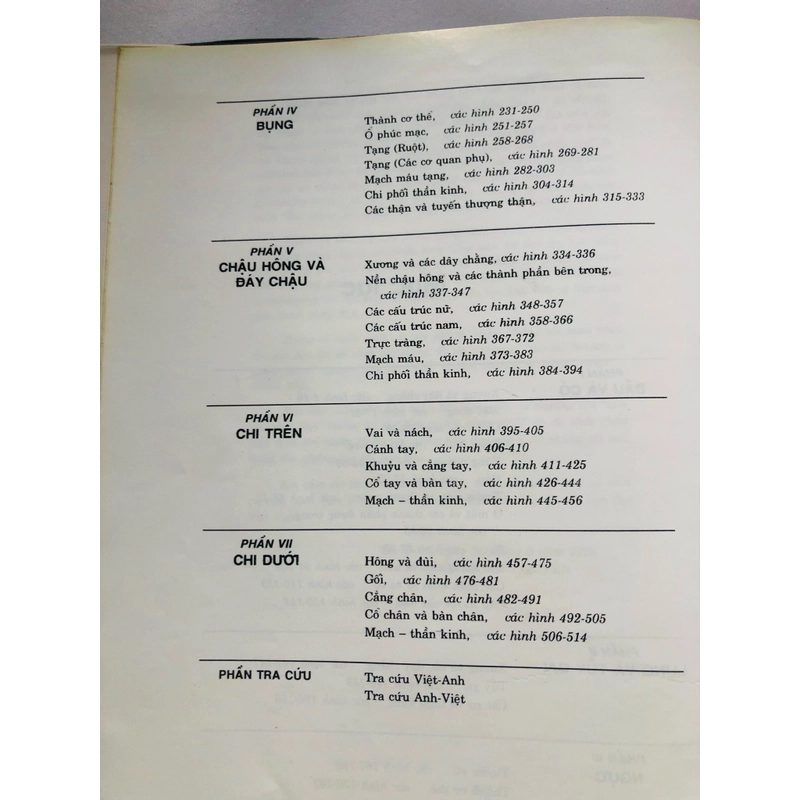 PHẦN IV
BỤNG
Thành cơ thể, các hình 231-250
Ổ phúc mạc, các hình 251-257
Tạng (Ruột), các hình 258-268
Tạng (Các cơ quan phụ), các hình 269-281
Mạch máu tạng, các hình 282-303
Chi phối thần kinh, các hình 304-314
Các thận và tuyến thượng thận, các hình 315-333
PHẦN V
CHẬU HÔNG VÀ
ĐÁY CHẬU
Xương và các dây chằng, các hình 334-336
Nền chậu hông và các thành phần bên trong,
các hình 337-347
Các cấu trúc nữ, các hình 348-357
Các cấu trúc nam, các hình 358-366
Trực tràng, các hình 367-372
Mạch máu, các hình 373-383
Chi phối thần kinh, các hình 384-394
PHẦN VI
CHI TRÊN
Vai và nách, các hình 395-405
Cánh tay, các hình 406-410
Khuỷu và cẳng tay, các hình 411-425
Cổ tay và bàn tay, các hình 426-444
Mạch – thần kinh, các hình 445-456
PHẦN VII
CHI DƯỚI
Hông và đùi, các hình 457-475
Gối, các hình 476-481
Cẳng chân, các hình 482-491
Cổ chân và bàn chân, các hình 492-505
Mạch – thần kinh, các hình 506-514
PHẦN TRA CỨU
Tra cứu Việt-Anh
Tra cứu Anh-Việt